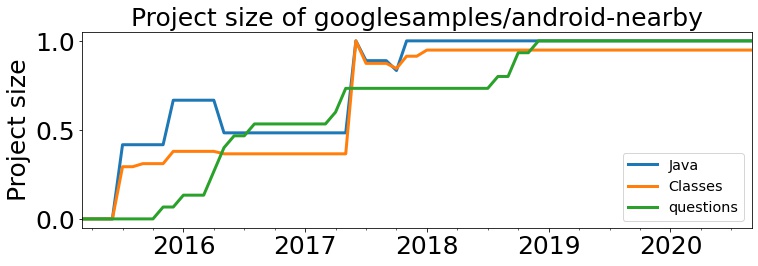 Project size of googlesamples/android-nearby
Project size
1.0
0.5
0.0
Java
Classes
questions
2016 2017 2018 2019 2020